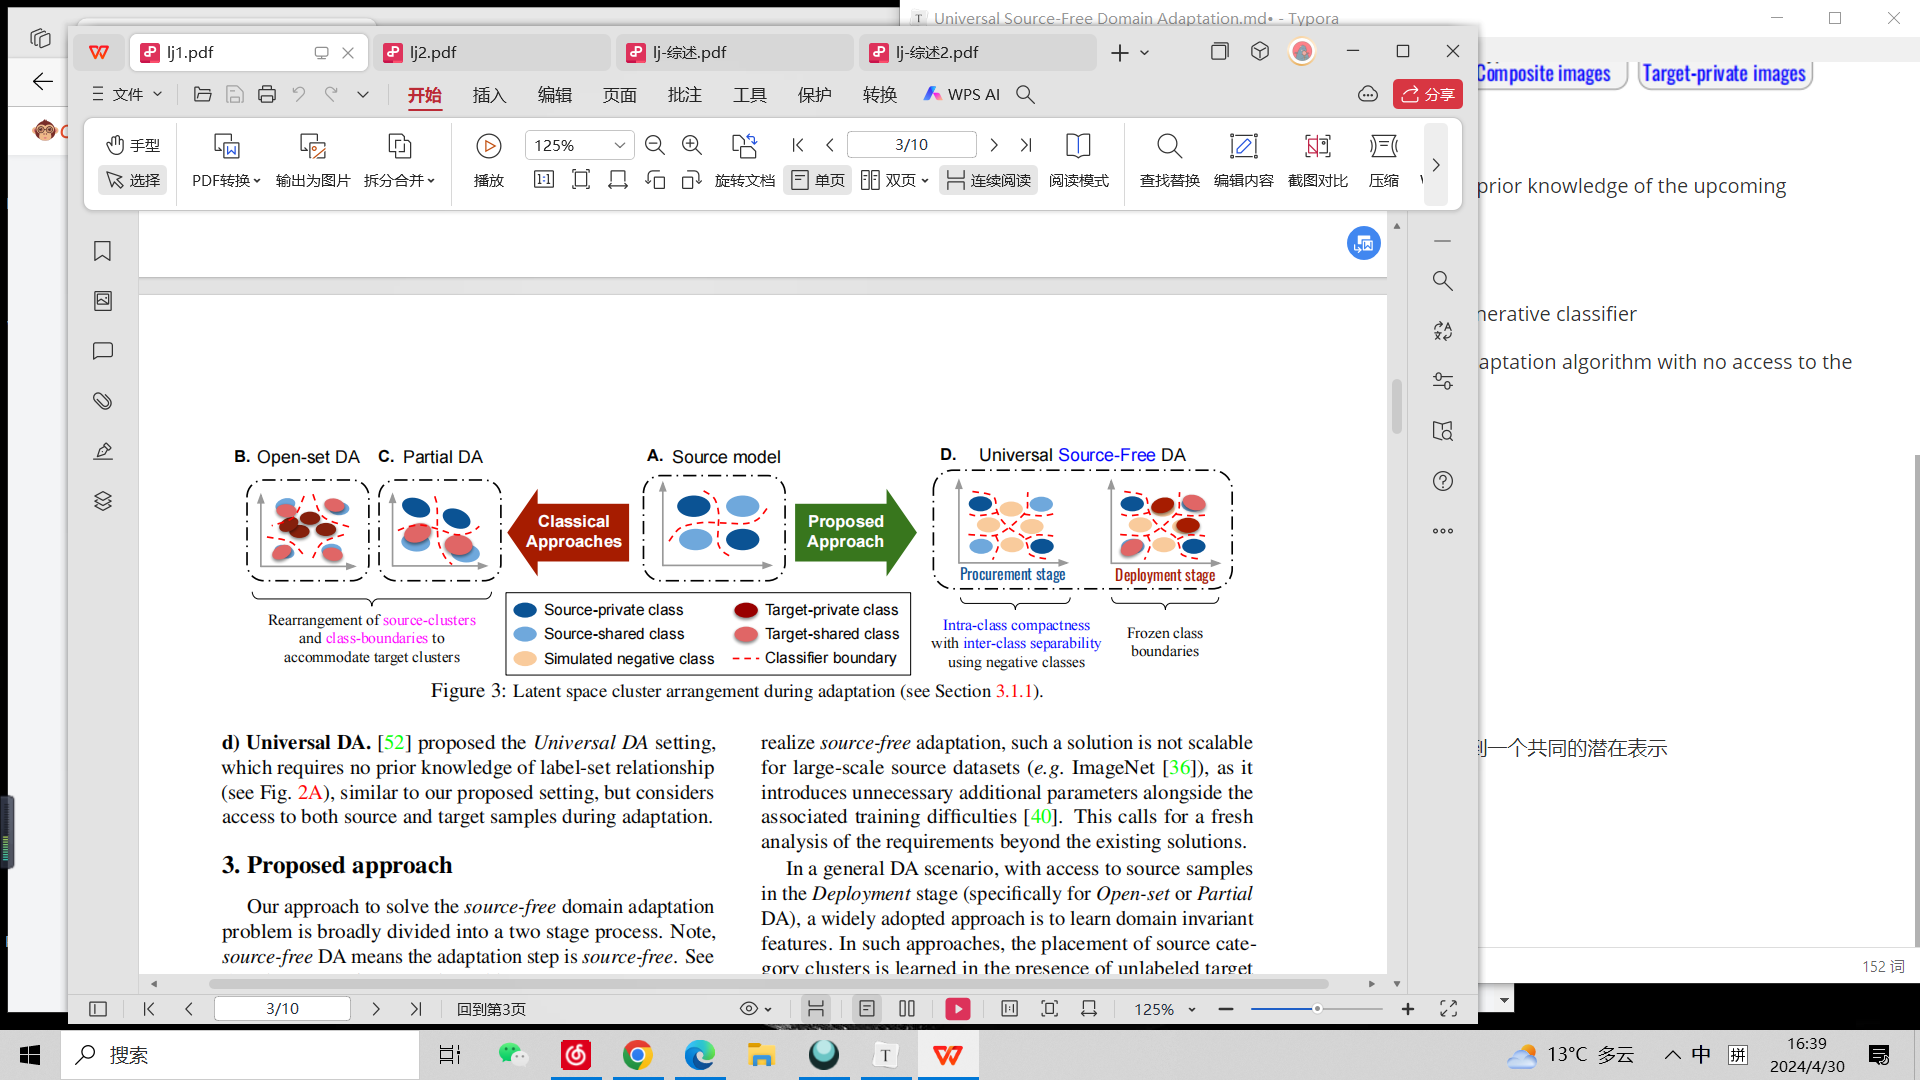 Universal Source-Free Domain Adaptation.md• - Typora
lj1.pdf
lj2.pdf
lj-综述.pdf
lj-综述2.pdf
文件
开始
插入
编辑
页面
批注
工具
保护
转换
WPS AI
分享
手型
选择
PDF转换
输出为图片
拆分合并
播放
125%
3/10
旋转文档
单页
双页
连续阅读
阅读模式
查找替换
编辑内容
截图对比
压缩
Composite images
Target-private images
prior knowledge of the upcoming
nerative classifier
aptation algorithm with no access to the
一个共同的潜在表示
152 词
B. Open-set DA
C. Partial DA
A. Source model
D. Universal Source-Free DA
Classical
Approaches
Proposed
Approach
Procurement stage
Deployment stage
Rearrangement of source-clusters
and class-boundaries to
accommodate target clusters
Source-private class
Target-private class
Source-shared class
Target-shared class
Simulated negative class
Classifier boundary
Intra-class compactness
with inter-class separability
using negative classes
Frozen class
boundaries
Figure 3: Latent space cluster arrangement during adaptation (see Section 3.1.1).
d) Universal DA. [52] proposed the Universal DA setting,
which requires no prior knowledge of label-set relationship
(see Fig. 2A), similar to our proposed setting, but considers
access to both source and target samples during adaptation.
3. Proposed approach
Our approach to solve the source-free domain adaptation
problem is broadly divided into a two stage process. Note,
source-free DA means the adaptation step is source-free. See
realize source-free adaptation, such a solution is not scalable
for large-scale source datasets (e.g. ImageNet [36]), as it
introduces unnecessary additional parameters alongside the
associated training difficulties [40]. This calls for a fresh
analysis of the requirements beyond the existing solutions.
In a general DA scenario, with access to source samples
in the Deployment stage (specifically for Open-set or Partial
DA), a widely adopted approach is to learn domain invariant
features. In such approaches, the placement of source cate-
gory clusters is learned in the presence of unlabeled target
3/10
回到第3页
125%
搜索
13°C 多云
中
拼
16:39
2024/4/30